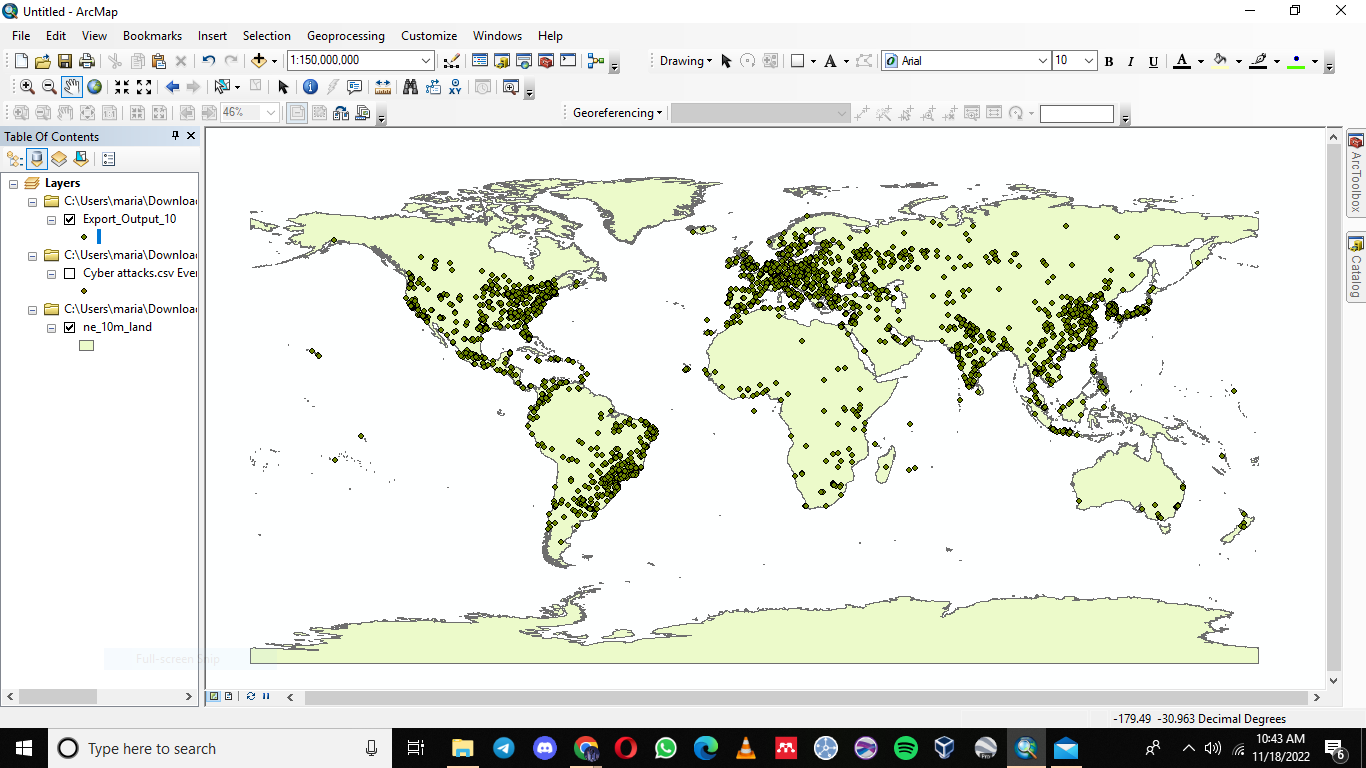 Untitled - ArcMap
File Edit View Bookmarks Insert Selection Geoprocessing Customize Windows Help
1:150,000,000 Drawing A Arial 10 B I U A
46% Georeferencing
Table Of Contents
Layers
C:\Users\maria\Downloa
Export_Output_10
C:\Users\maria\Downloa
Cyber attacks.csv Ever
C:\Users\maria\Downloa
ne_10m_land
Full-screen Snip
ArcToolbox
Catalog
-179.49 -30.963 Decimal Degrees
Type here to search
10:43 AM
11/18/2022
6